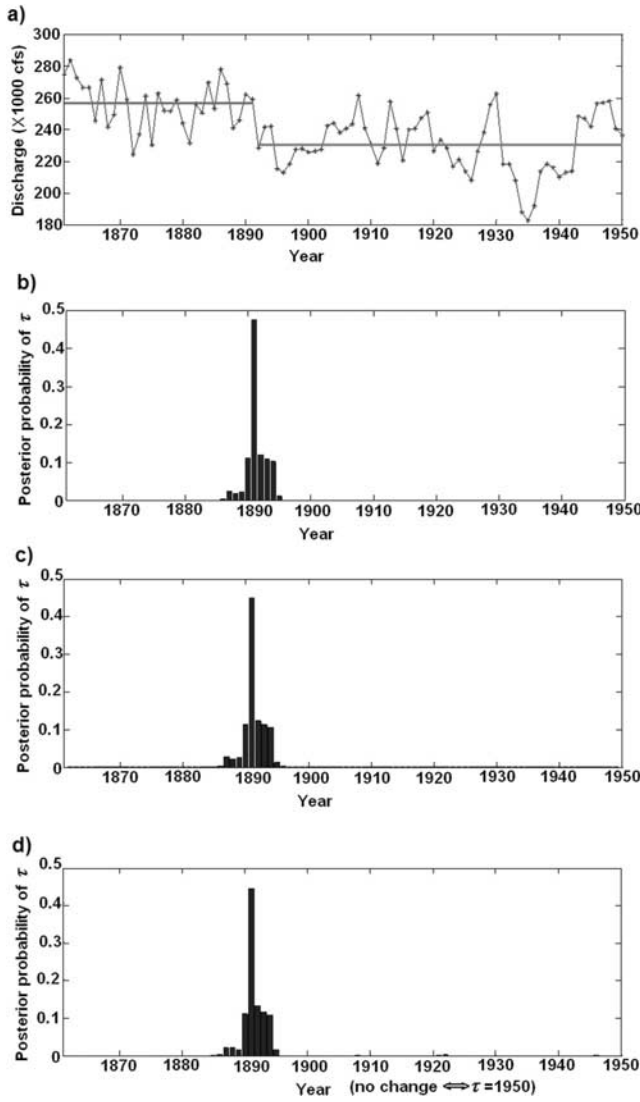 a)
Discharge (X1000 cfs)
300
280
260
240
220
200
180
1870 1880 1890 1900 1910 1920 1930 1940 1950
Year
b)
Posterior probability of τ
0.5
0.4
0.3
0.2
0.1
0
1870 1880 1890 1900 1910 1920 1930 1940 1950
Year
c)
Posterior probability of τ
0.5
0.4
0.3
0.2
0.1
0
1870 1880 1890 1900 1910 1920 1930 1940 1950
Year
d)
Posterior probability of τ
0.5
0.4
0.3
0.2
0.1
0
1870 1880 1890 1900 1910 1920 1930 1940 1950
Year (no change ⇔ τ =1950)